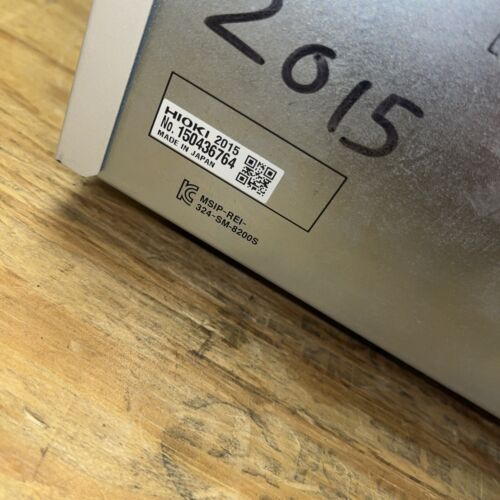 2015
HIOKI 2015
No. 150436764
MADE IN JAPAN
MSIP-REI-
324-SM-8200S